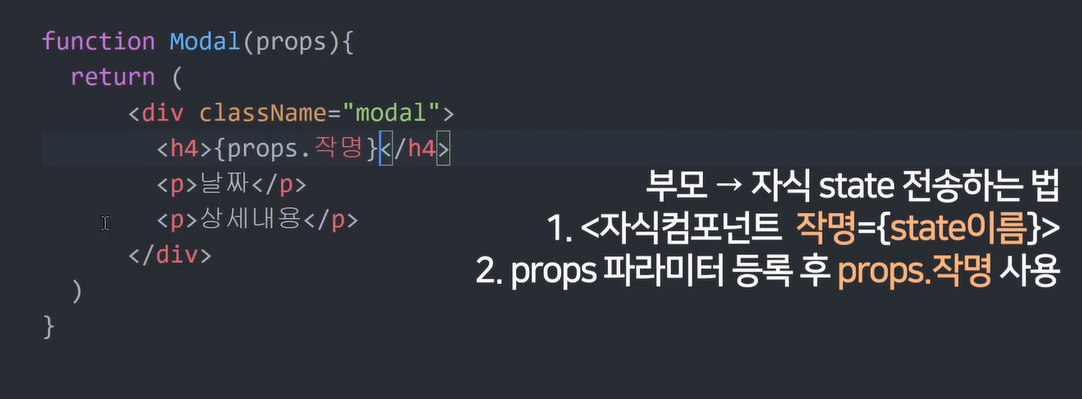 function Modal(props){
return (
<div className="modal">
<h4>{props.작명}</h4>
<p>날짜</p>
<p>상세내용</p>
</div>
)
}
부모 → 자식 state 전송하는 법
1. <자식컴포넌트 작명={state이름}>
2. props 파라미터 등록 후 props.작명 사용